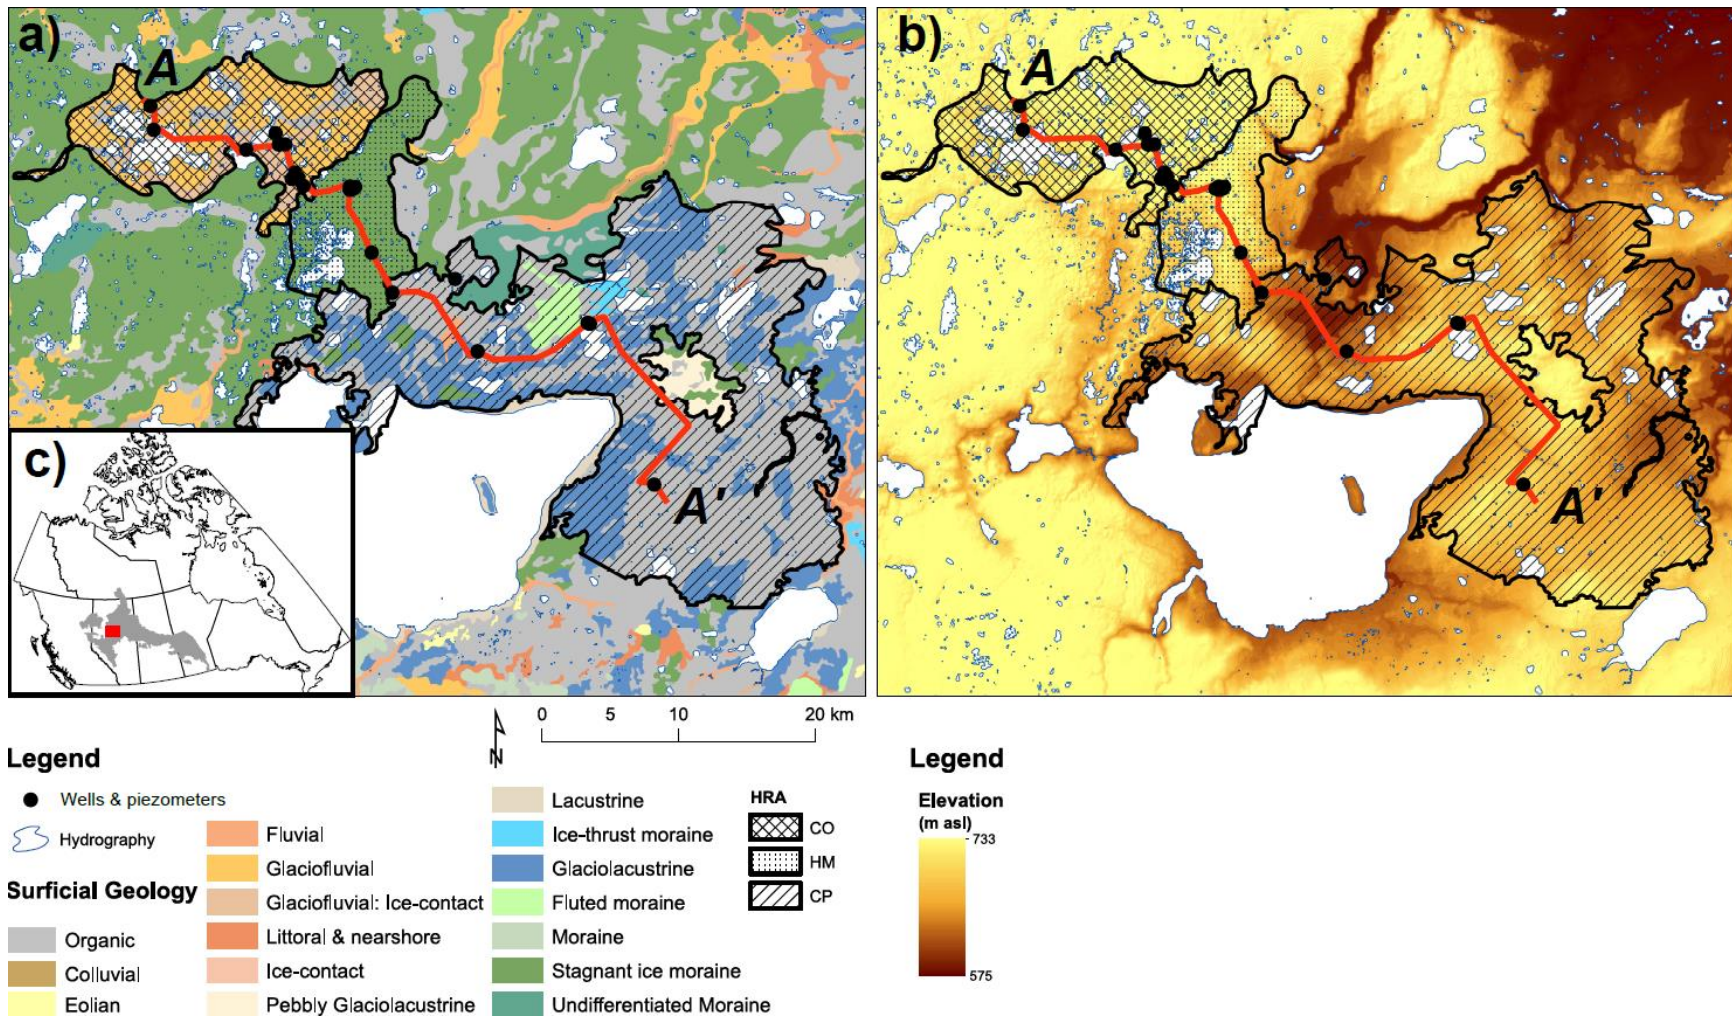 a)
A
A'
b)
A
A'
c)
N
0 5 10 20 km
Legend
Wells & piezometers
Hydrography
Surficial Geology
Organic
Colluvial
Eolian
Fluvial
Glaciofluvial
Glaciofluvial: Ice-contact
Littoral & nearshore
Ice-contact
Pebbly Glaciolacustrine
Lacustrine
Ice-thrust moraine
Glaciolacustrine
Fluted moraine
Moraine
Stagnant ice moraine
Undifferentiated Moraine
HRA
CO
HM
CP
Legend
Elevation
(m asl)
733
575